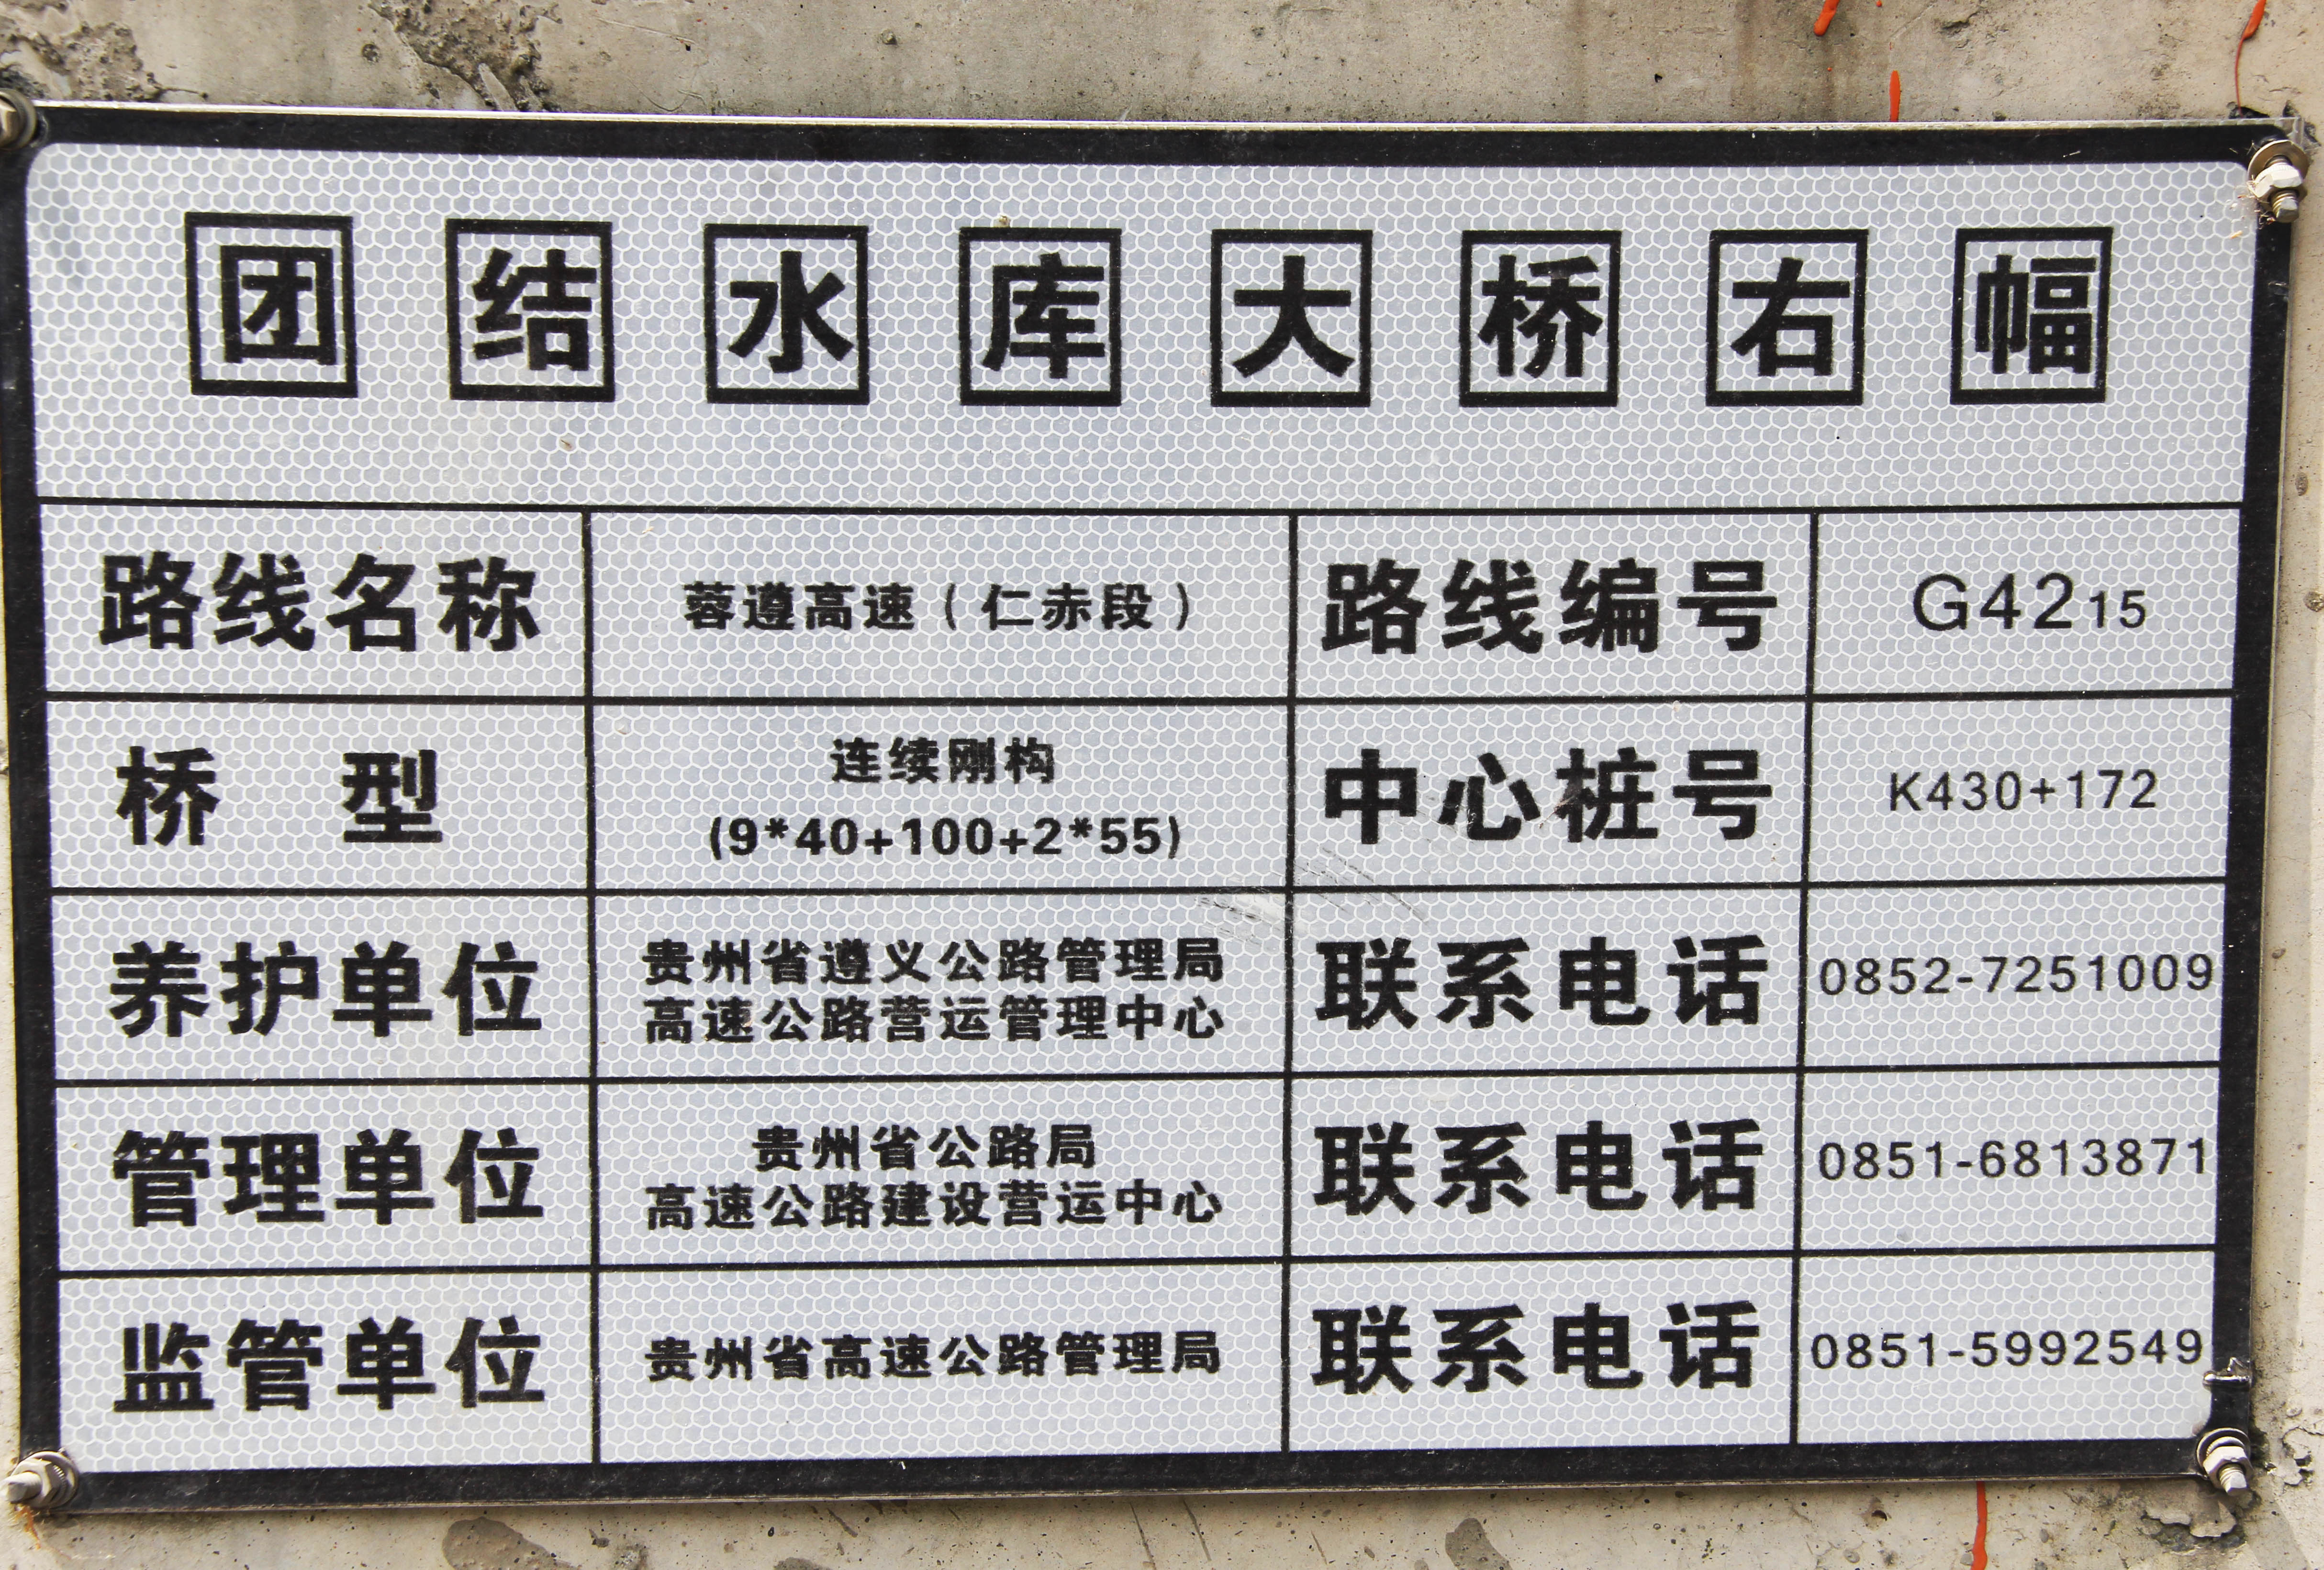 团结水库大桥右幅
路线名称 蓉遵高速（仁赤段） 路线编号 G4215
桥 型 连续刚构 (9*40+100+2*55) 中心桩号 K430+172
养护单位 贵州省遵义公路管理局 高速公路营运管理中心 联系电话 0852-7251009
管理单位 贵州省公路局 高速公路建设营运中心 联系电话 0851-6813871
监管单位 贵州省高速公路管理局 联系电话 0851-5992549